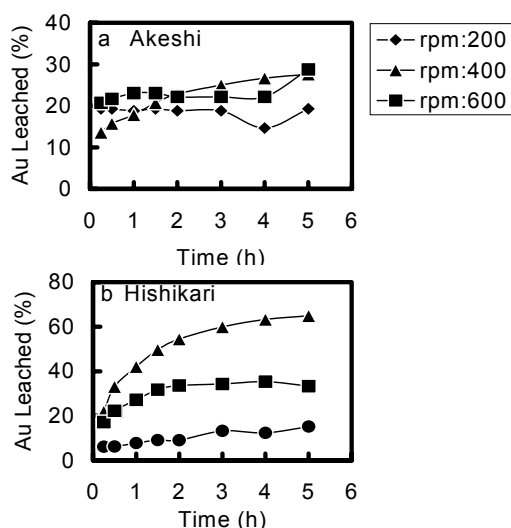 40
a Akeshi
30
20
10
0
Au Leached (%)
0 1 2 3 4 5 6
Time (h)
rpm:200
rpm:400
rpm:600
80
b Hishikari
60
40
20
0
Au Leached (%)
0 1 2 3 4 5 6
Time (h)